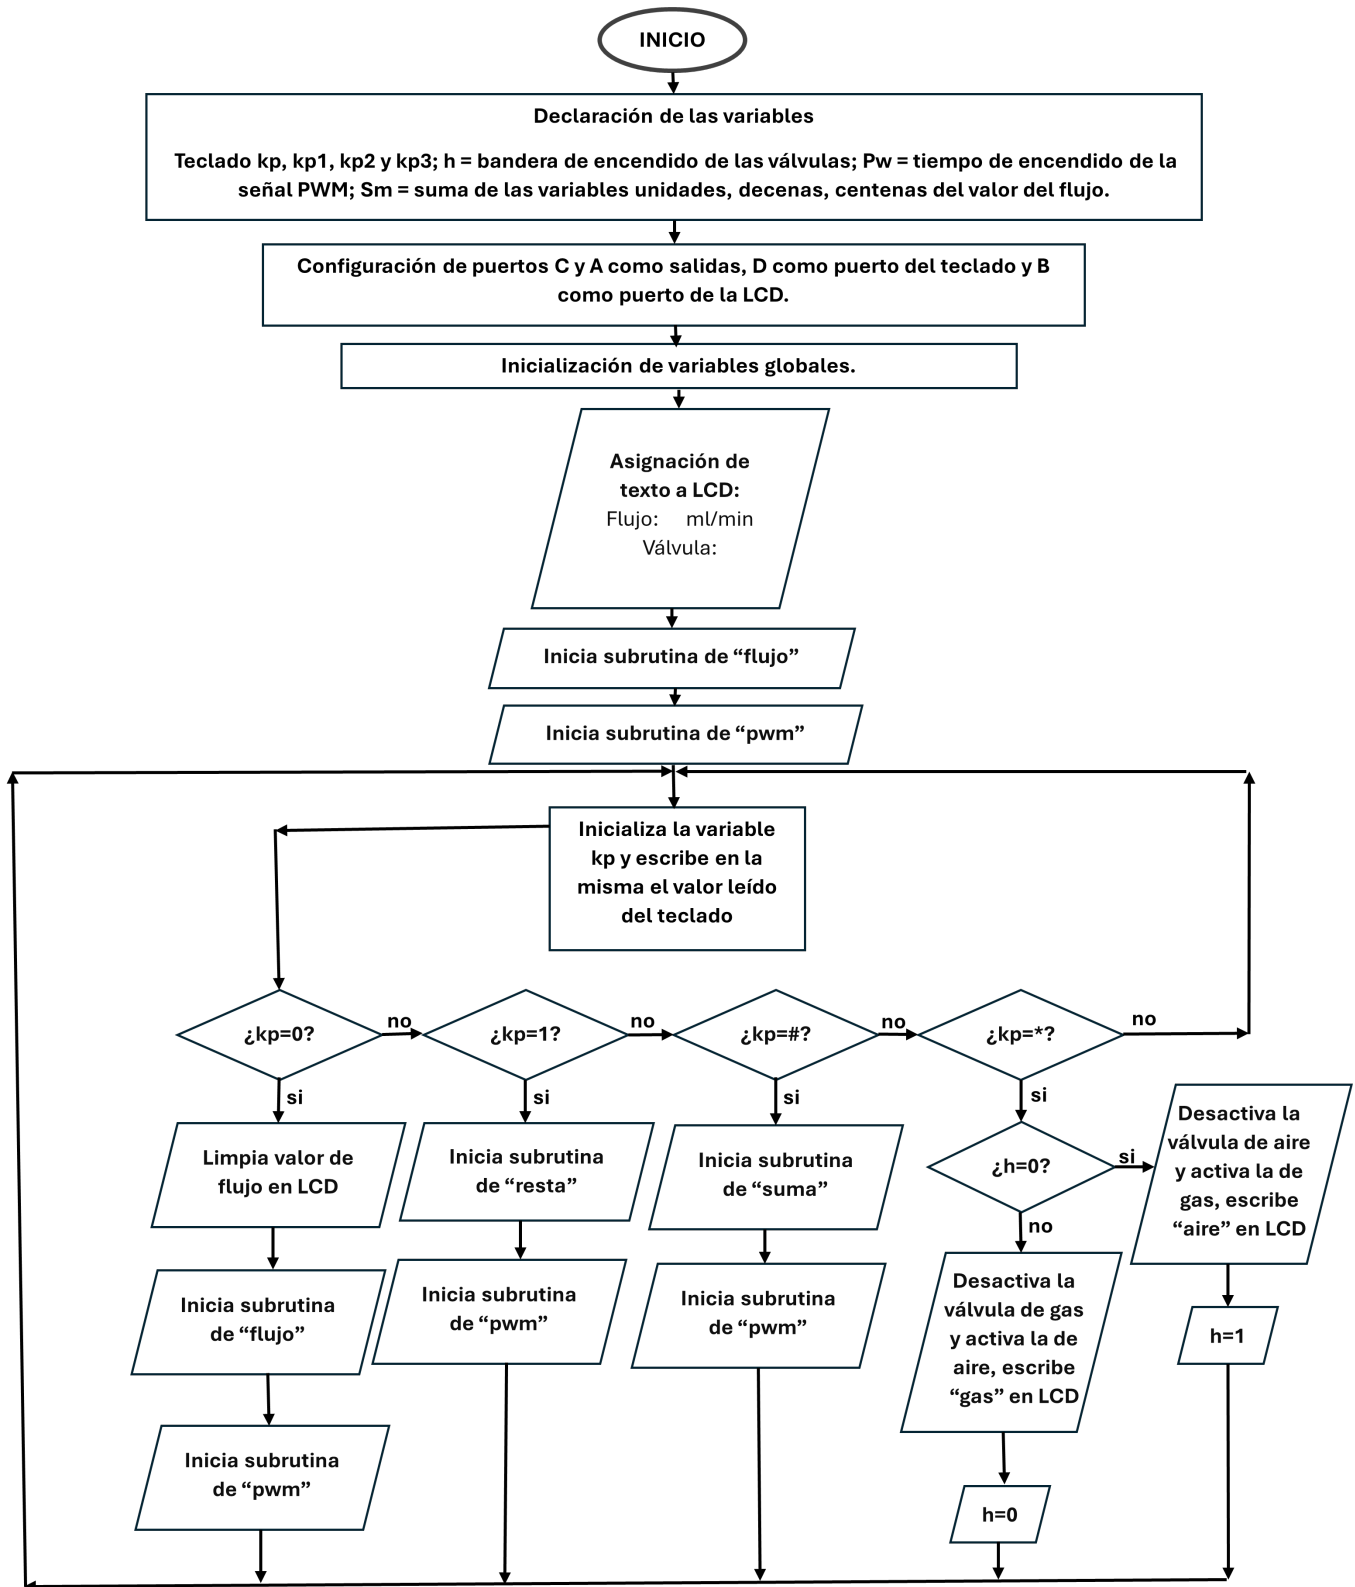 INICIO
Declaración de las variables
Teclado kp, kp1, kp2 y kp3; h = bandera de encendido de las válvulas; Pw = tiempo de encendido de la
señal PWM; Sm = suma de las variables unidades, decenas, centenas del valor del flujo.
Configuración de puertos C y A como salidas, D como puerto del teclado y B
como puerto de la LCD.
Inicialización de variables globales.
Asignación de
texto a LCD:
Flujo: ml/min
Válvula:
Inicia subrutina de “flujo”
Inicia subrutina de “pwm”
Inicializa la variable
kp y escribe en la
misma el valor leído
del teclado
¿kp=0?
no
¿kp=1?
no
¿kp=#?
no
¿kp=*?
no
si
si
si
si
Limpia valor de
flujo en LCD
Inicia subrutina
de “flujo”
Inicia subrutina
de “pwm”
Inicia subrutina
de “resta”
Inicia subrutina
de “pwm”
Inicia subrutina
de “suma”
Inicia subrutina
de “pwm”
¿h=0?
si
no
Desactiva la
válvula de gas
y activa la de
aire, escribe
“gas” en LCD
h=0
Desactiva la
válvula de aire
y activa la de
gas, escribe
“aire” en LCD
h=1